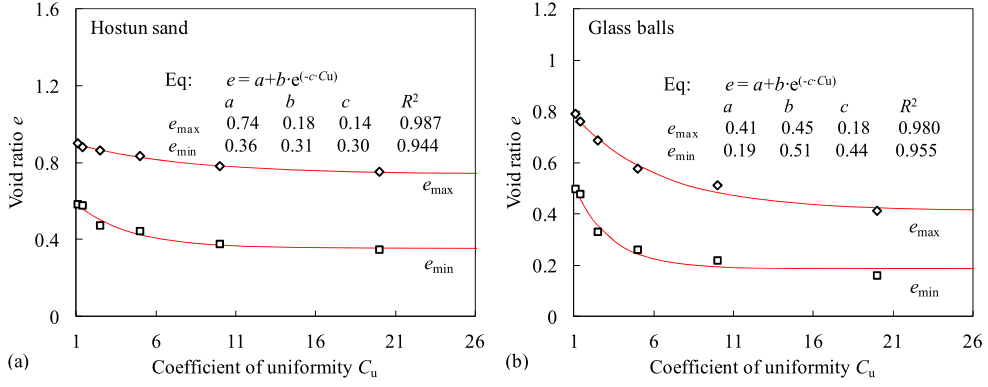 Hostun sand
1.6
1.2
0.8
0.4
0
Void ratio e
Eq: e = a+b·e(-c·Cu)
a b c R2
emax 0.74 0.18 0.14 0.987
emin 0.36 0.31 0.30 0.944
emax
emin
1 6 11 16 21 26
(a) Coefficient of uniformity Cu
Glass balls
1.2
1
0.8
0.6
0.4
0.2
0
Void ratio e
Eq: e = a+b·e(-c·Cu)
a b c R2
emax 0.41 0.45 0.18 0.980
emin 0.19 0.51 0.44 0.955
emax
emin
1 6 11 16 21 26
(b) Coefficient of uniformity Cu